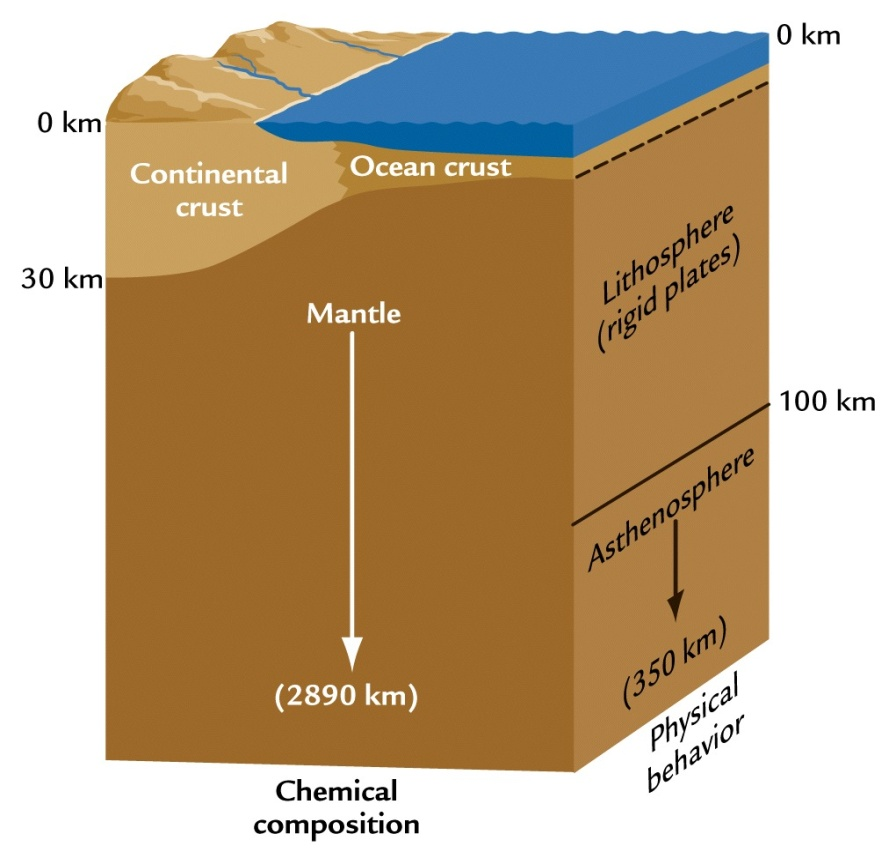 0 km
0 km
Continental
crust
Ocean crust
Lithosphere
(rigid plates)
30 km
Mantle
100 km
Asthenosphere
(350 km)
(2890 km)
Physical
behavior
Chemical
composition